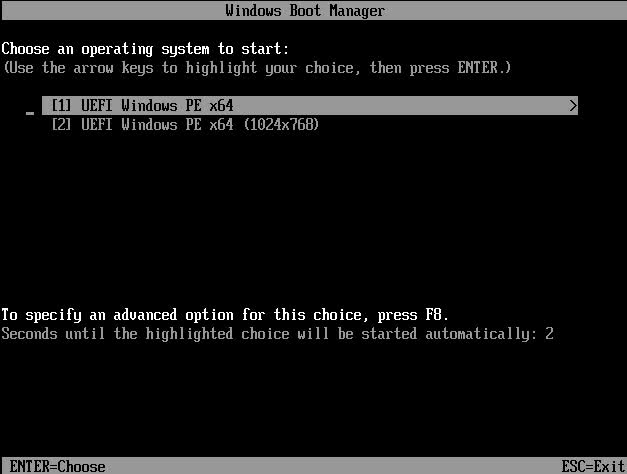 Windows Boot Manager
Choose an operating system to start:
(Use the arrow keys to highlight your choice, then press ENTER.)
[1] UEFI Windows PE x64 >
[2] UEFI Windows PE x64 (1024x768)
To specify an advanced option for this choice, press F8.
Seconds until the highlighted choice will be started automatically: 2
ENTER=Choose ESC=Exit